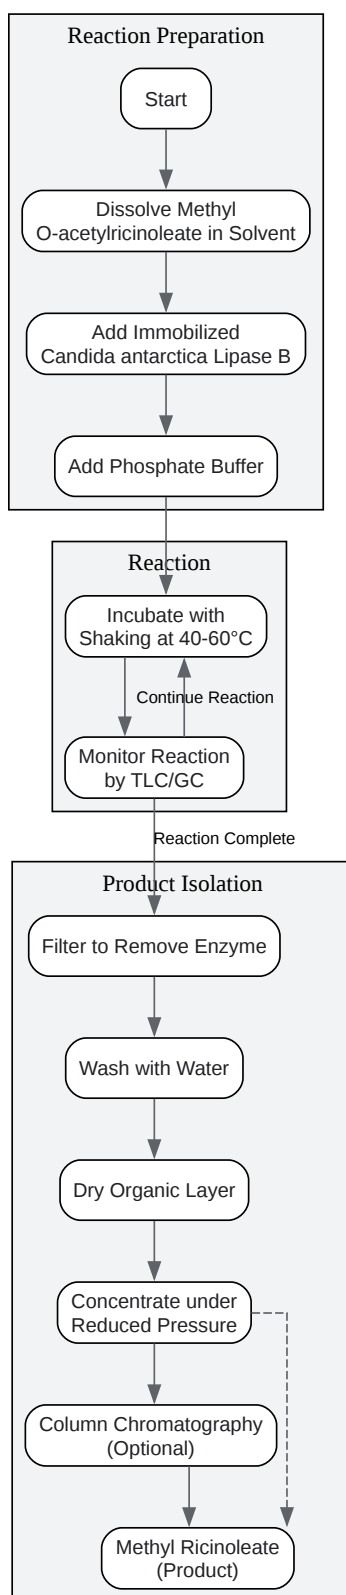 Reaction Preparation
Start
Dissolve Methyl
O-acetylricinoleate in Solvent
Add Immobilized
Candida antarctica Lipase B
Add Phosphate Buffer
Reaction
Incubate with
Shaking at 40-60°C
Continue Reaction
Monitor Reaction
by TLC/GC
Reaction Complete
Product Isolation
Filter to Remove Enzyme
Wash with Water
Dry Organic Layer
Concentrate under
Reduced Pressure
Column Chromatography
(Optional)
Methyl Ricinoleate
(Product)